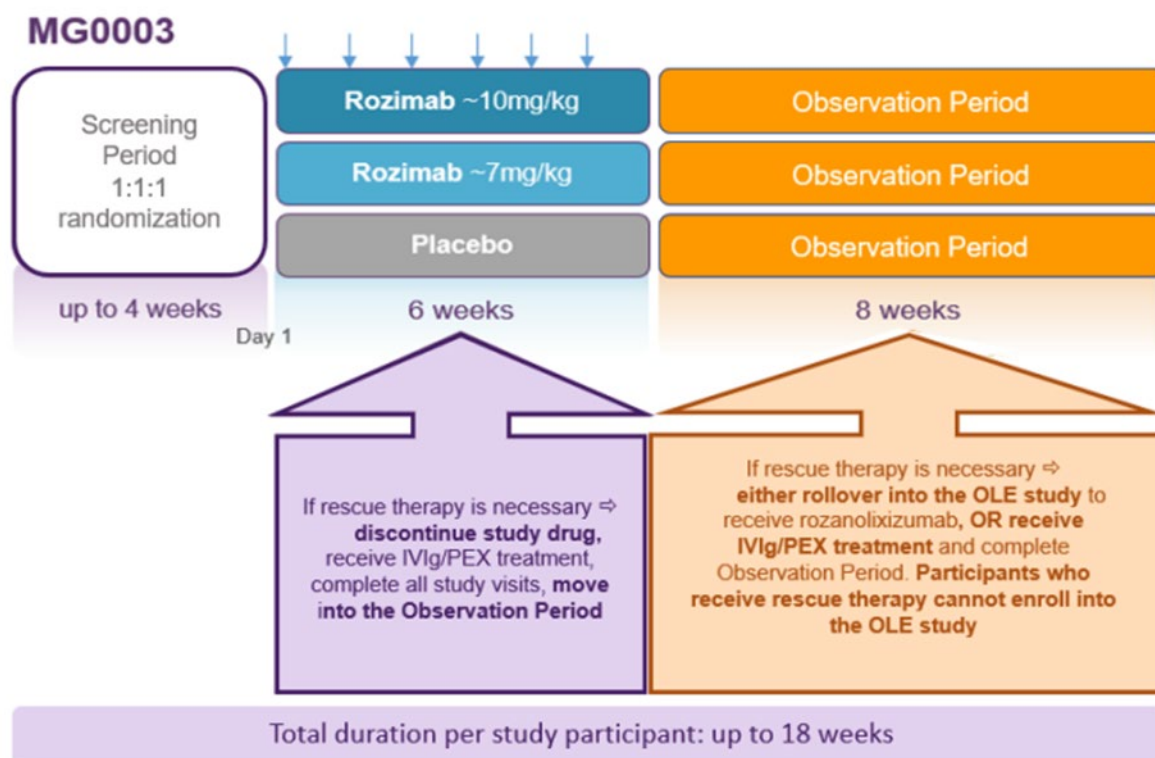 MG0003
Screening
Period
1:1:1
randomization
Rozimab ~10mg/kg
Rozimab ~7mg/kg
Placebo
Observation Period
Observation Period
Observation Period
up to 4 weeks
Day 1
6 weeks
8 weeks
If rescue therapy is necessary ⇨
discontinue study drug,
receive IVIg/PEX treatment,
complete all study visits, move
into the Observation Period
If rescue therapy is necessary ⇨
either rollover into the OLE study to
receive rozanolixizumab, OR receive
IVIg/PEX treatment and complete
Observation Period. Participants who
receive rescue therapy cannot enroll into
the OLE study
Total duration per study participant: up to 18 weeks